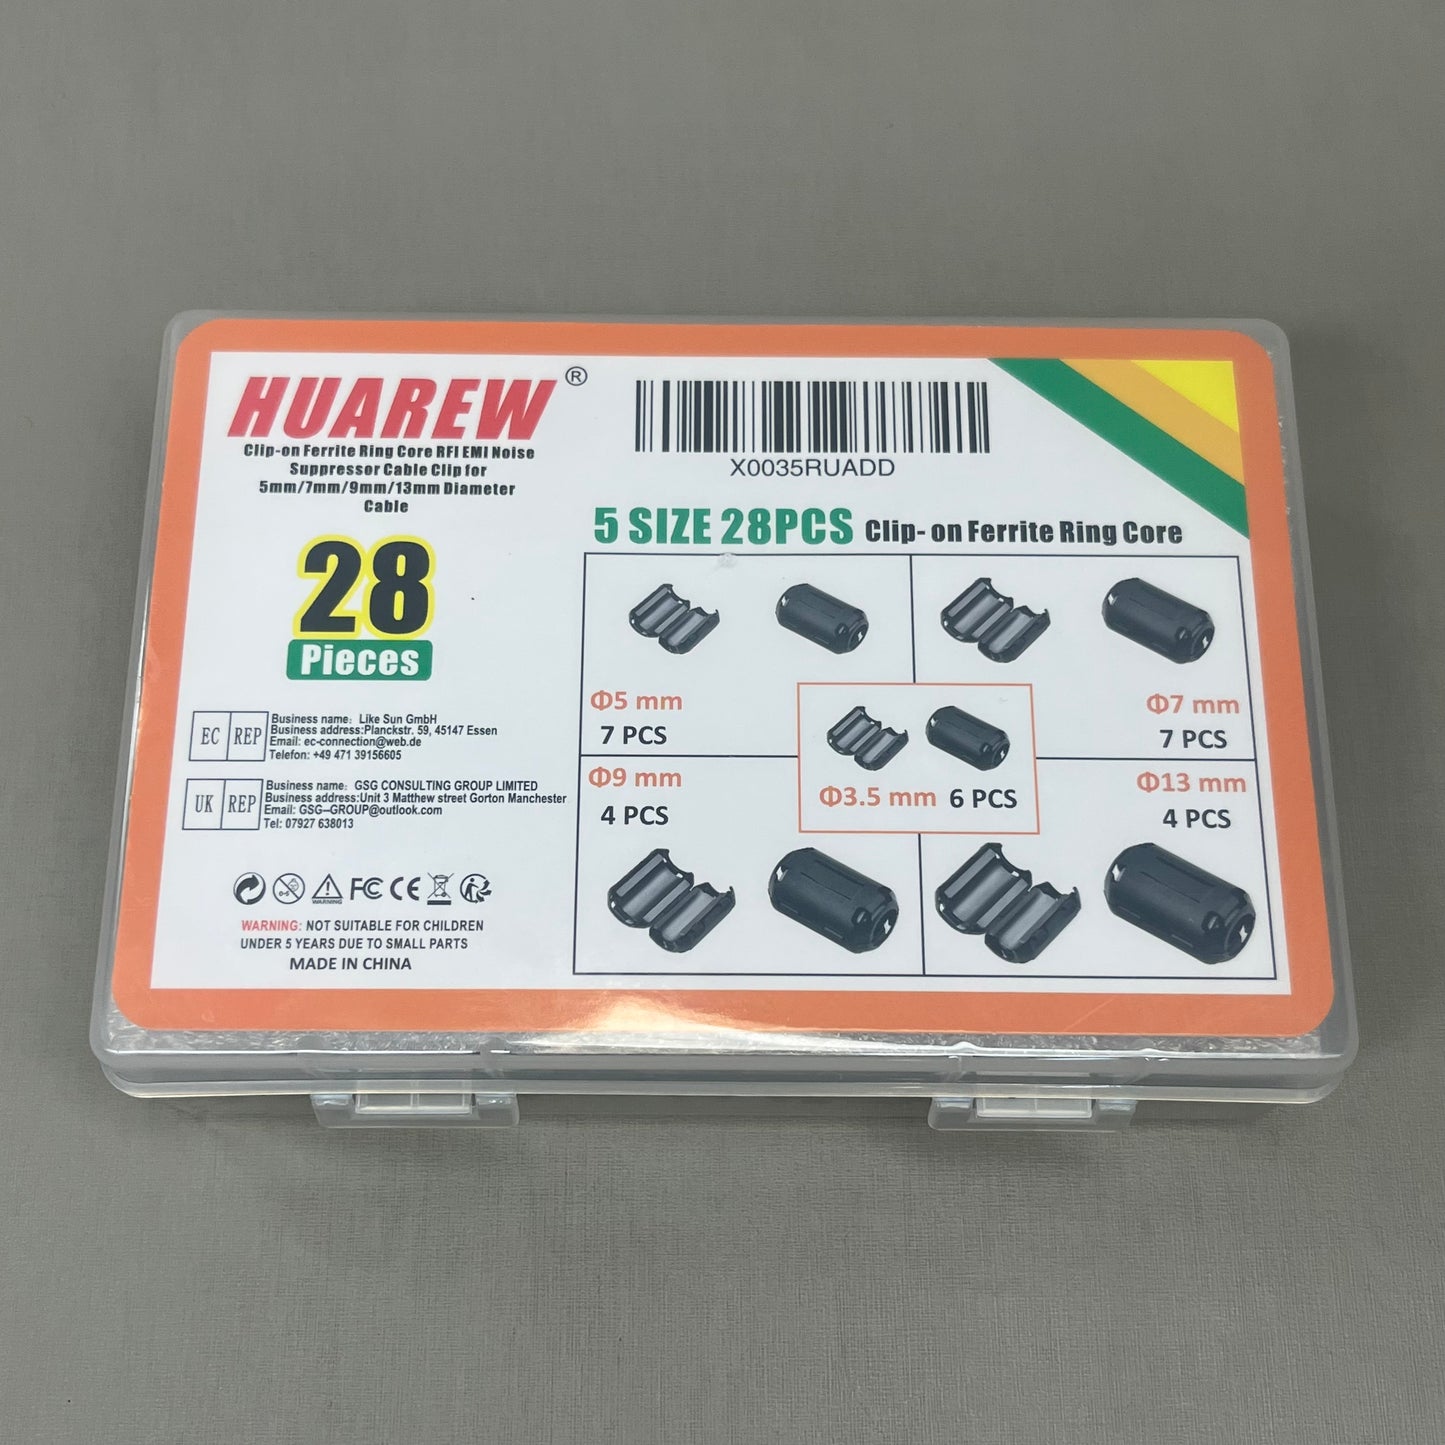 HUAREW®
Clip-on Ferrite Ring Core RFI EMI Noise
Suppressor Cable Clip for
5mm/7mm/9mm/13mm Diameter
Cable
28
Pieces
EC REP
Business name: Like Sun GmbH
Business address:Planckstr. 59, 45147 Essen
Email: ec-connection@web.de
Telefon: +49 471 39156605
UK REP
Business name: GSG CONSULTING GROUP LIMITED
Business address:Unit 3 Matthew street Gorton Manchester
Email: GSG--GROUP@outlook.com
Tel: 07927 638013
0-5
WARNING
FC CE
WARNING: NOT SUITABLE FOR CHILDREN
UNDER 5 YEARS DUE TO SMALL PARTS
MADE IN CHINA
X0035RUADD
5 SIZE 28PCS Clip- on Ferrite Ring Core
Φ5 mm
7 PCS
Φ7 mm
7 PCS
Φ3.5 mm 6 PCS
Φ9 mm
4 PCS
Φ13 mm
4 PCS